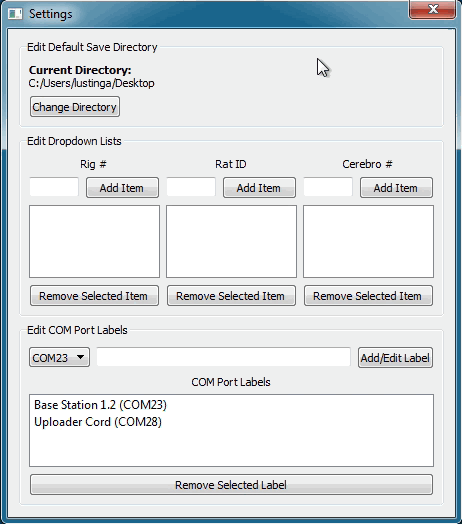 Settings
Edit Default Save Directory
Current Directory:
C:/Users/lustinga/Desktop
Change Directory
Edit Dropdown Lists
Rig # Rat ID Cerebro #
Add Item Add Item Add Item
Remove Selected Item Remove Selected Item Remove Selected Item
Edit COM Port Labels
COM23 Add/Edit Label
COM Port Labels
Base Station 1.2 (COM23)
Uploader Cord (COM28)
Remove Selected Label